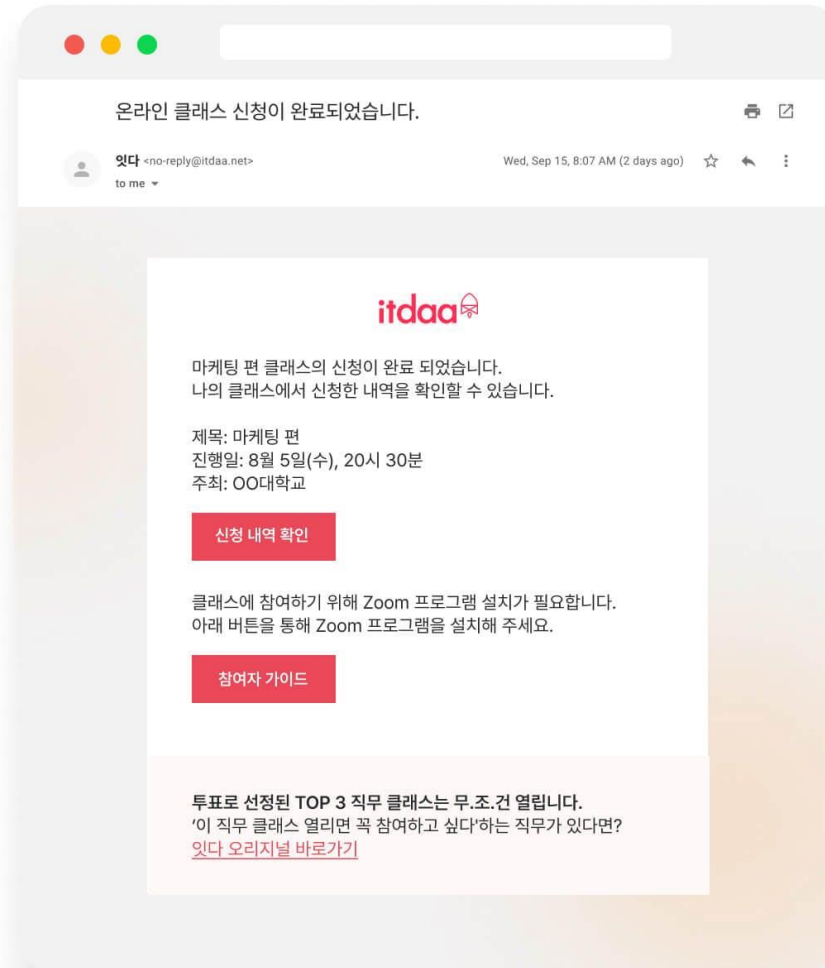 온라인 클래스 신청이 완료되었습니다.
잇다 <no-reply@itdaa.net>
Wed, Sep 15, 8:07 AM (2 days ago)
to me
itdaa
마케팅 편 클래스의 신청이 완료 되었습니다.
나의 클래스에서 신청한 내역을 확인할 수 있습니다.
제목: 마케팅 편
진행일: 8월 5일(수), 20시 30분
주최: OO대학교
신청 내역 확인
클래스에 참여하기 위해 Zoom 프로그램 설치가 필요합니다.
아래 버튼을 통해 Zoom 프로그램을 설치해 주세요.
참여자 가이드
투표로 선정된 TOP 3 직무 클래스는 무.조.건 열립니다.
‘이 직무 클래스 열리면 꼭 참여하고 싶다'하는 직무가 있다면?
잇다 오리지널 바로가기